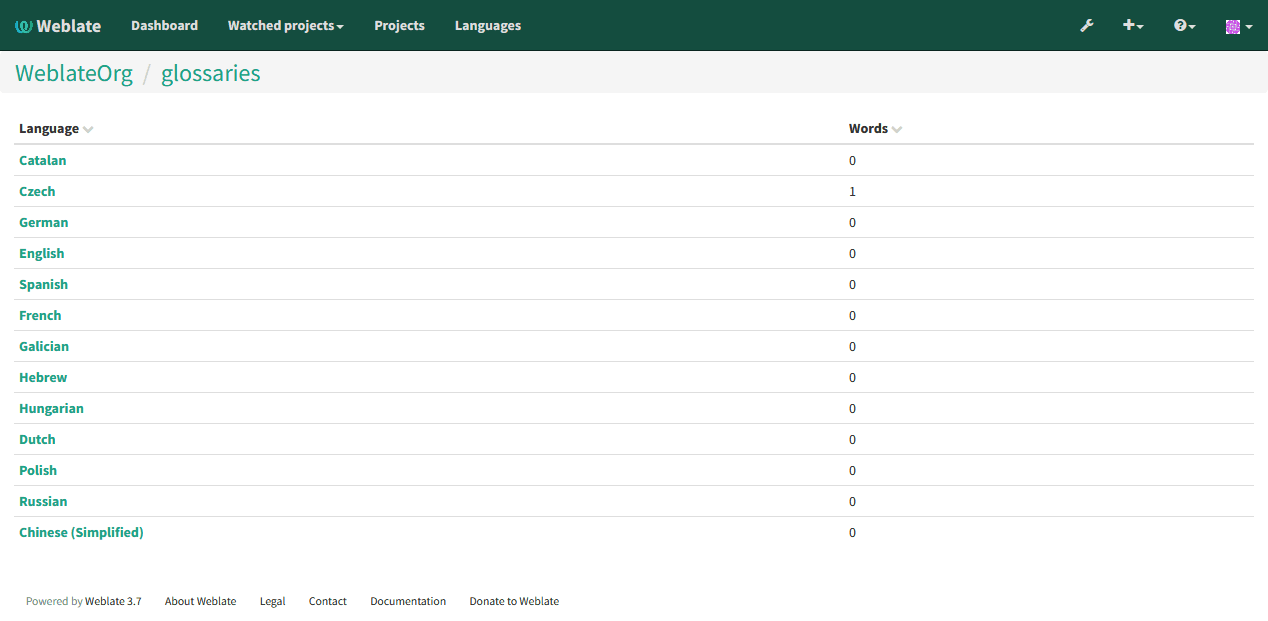 Weblate Dashboard Watched projects Projects Languages
WeblateOrg / glossaries
Language Words
Catalan 0
Czech 1
German 0
English 0
Spanish 0
French 0
Galician 0
Hebrew 0
Hungarian 0
Dutch 0
Polish 0
Russian 0
Chinese (Simplified) 0
Powered by Weblate 3.7 About Weblate Legal Contact Documentation Donate to Weblate